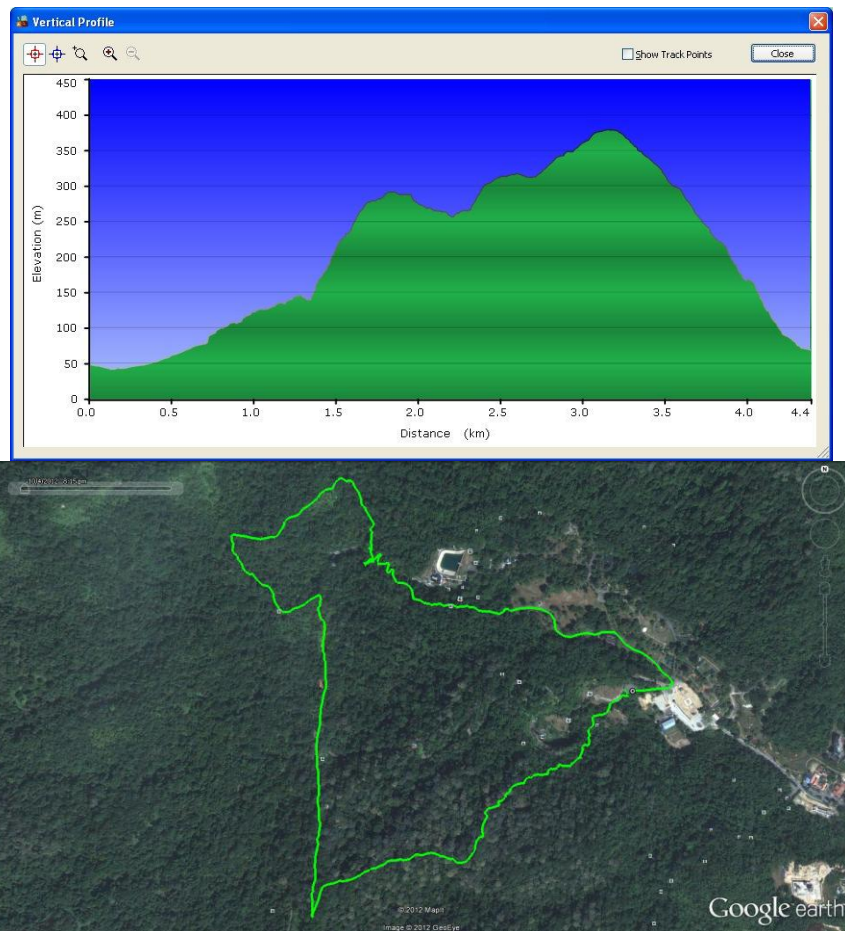 Vertical Profile
Show Track Points
Close
450
400
350
300
250
200
150
100
50
0
Elevation (m)
0.0 0.5 1.0 1.5 2.0 2.5 3.0 3.5 4.0 4.4
Distance (km)
N
© 2012 MapIt
Image © 2012 GeoEye
Google earth